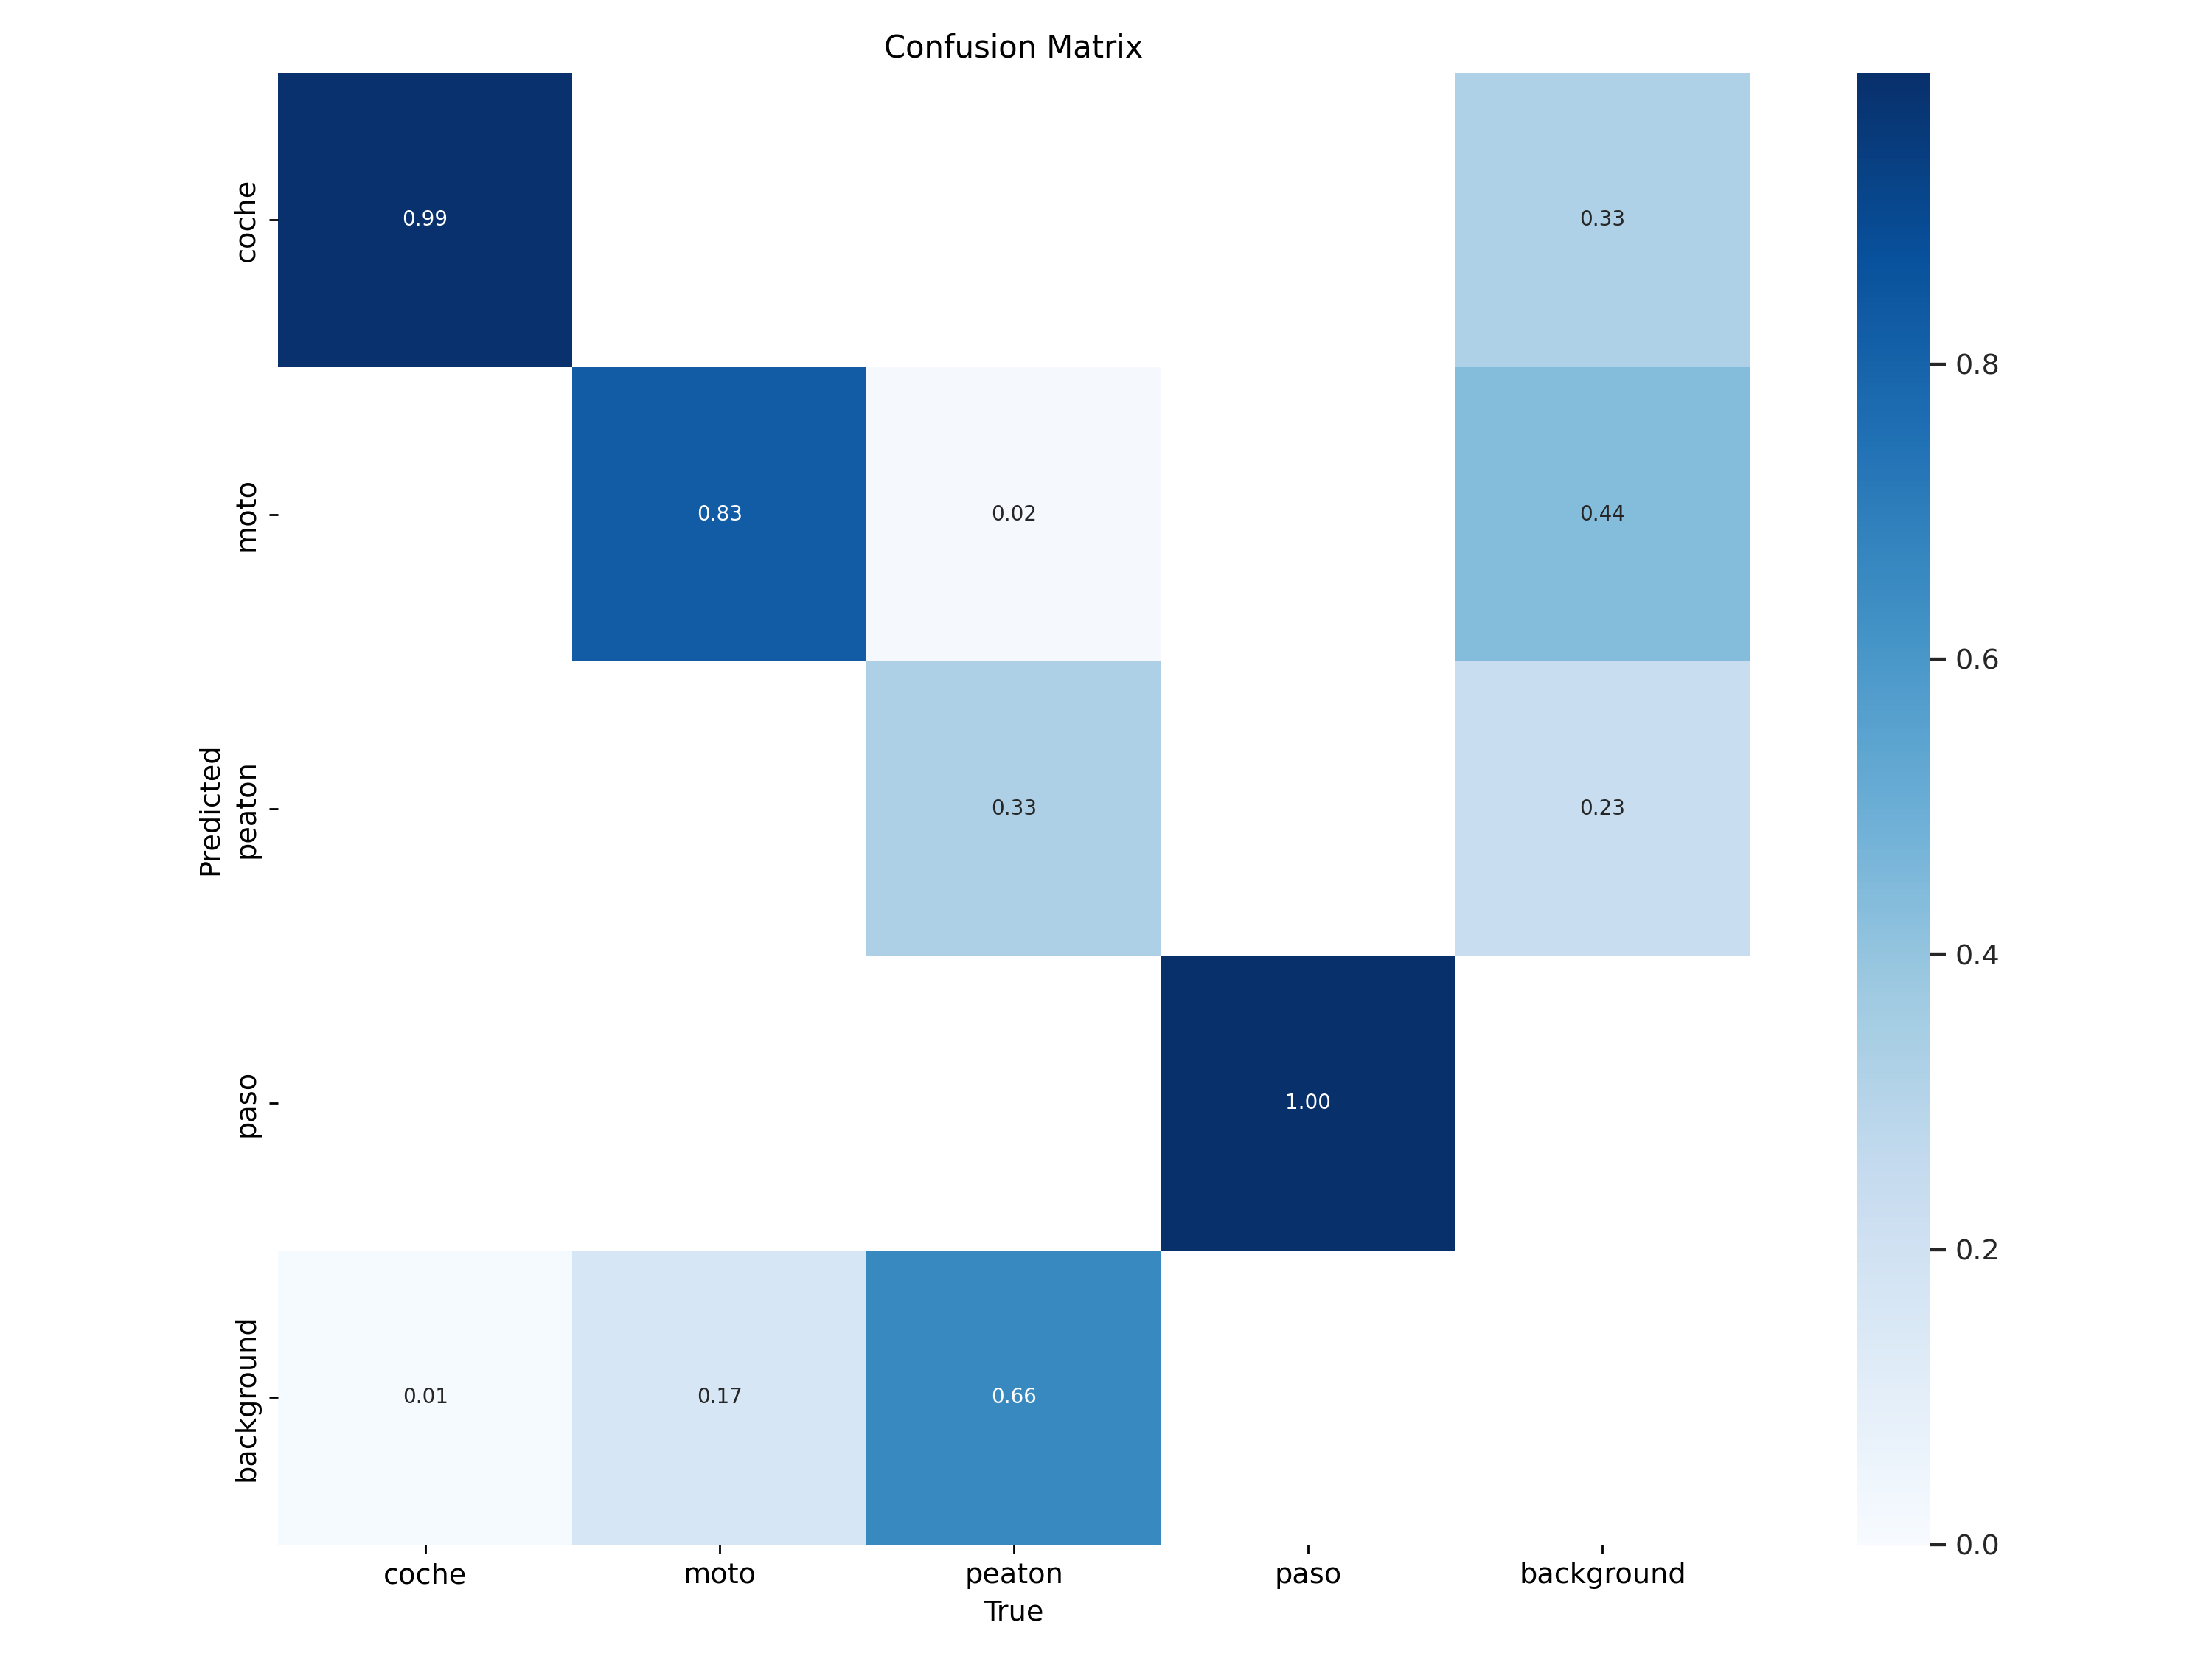 Confusion Matrix
coche
0.99
0.33
moto
0.83
0.02
0.44
Predicted
peaton
0.33
0.23
paso
1.00
background
0.01
0.17
0.66
coche
moto
peaton
paso
background
True
0.8
0.6
0.4
0.2
0.0